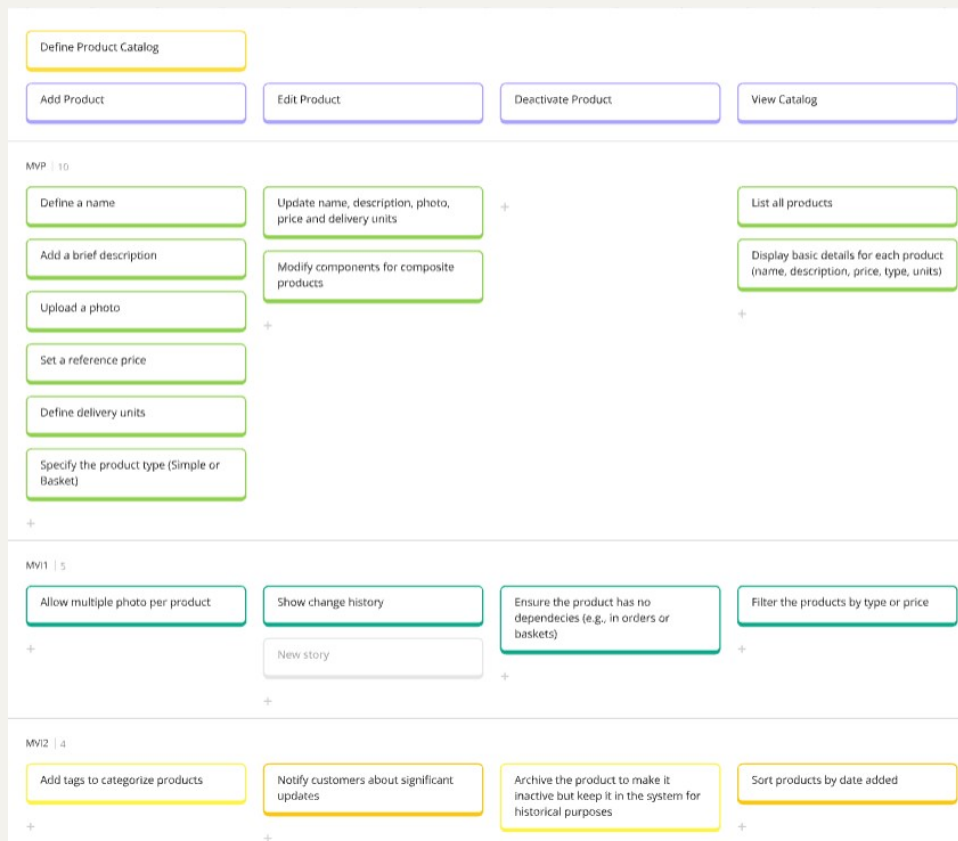 Define Product Catalog
Add Product
Edit Product
Deactivate Product
View Catalog
MVP | 10
Define a name
Add a brief description
Upload a photo
Set a reference price
Define delivery units
Specify the product type (Simple or
Basket)
+
Update name, description, photo,
price and delivery units
Modify components for composite
products
+
+
List all products
Display basic details for each product
(name, description, price, type, units)
+
MVI1 | 5
Allow multiple photo per product
+
Show change history
New story
+
Ensure the product has no
dependecies (e.g., in orders or
baskets)
+
Filter the products by type or price
+
MVI2 | 4
Add tags to categorize products
+
Notify customers about significant
updates
+
Archive the product to make it
inactive but keep it in the system for
historical purposes
Sort products by date added
+